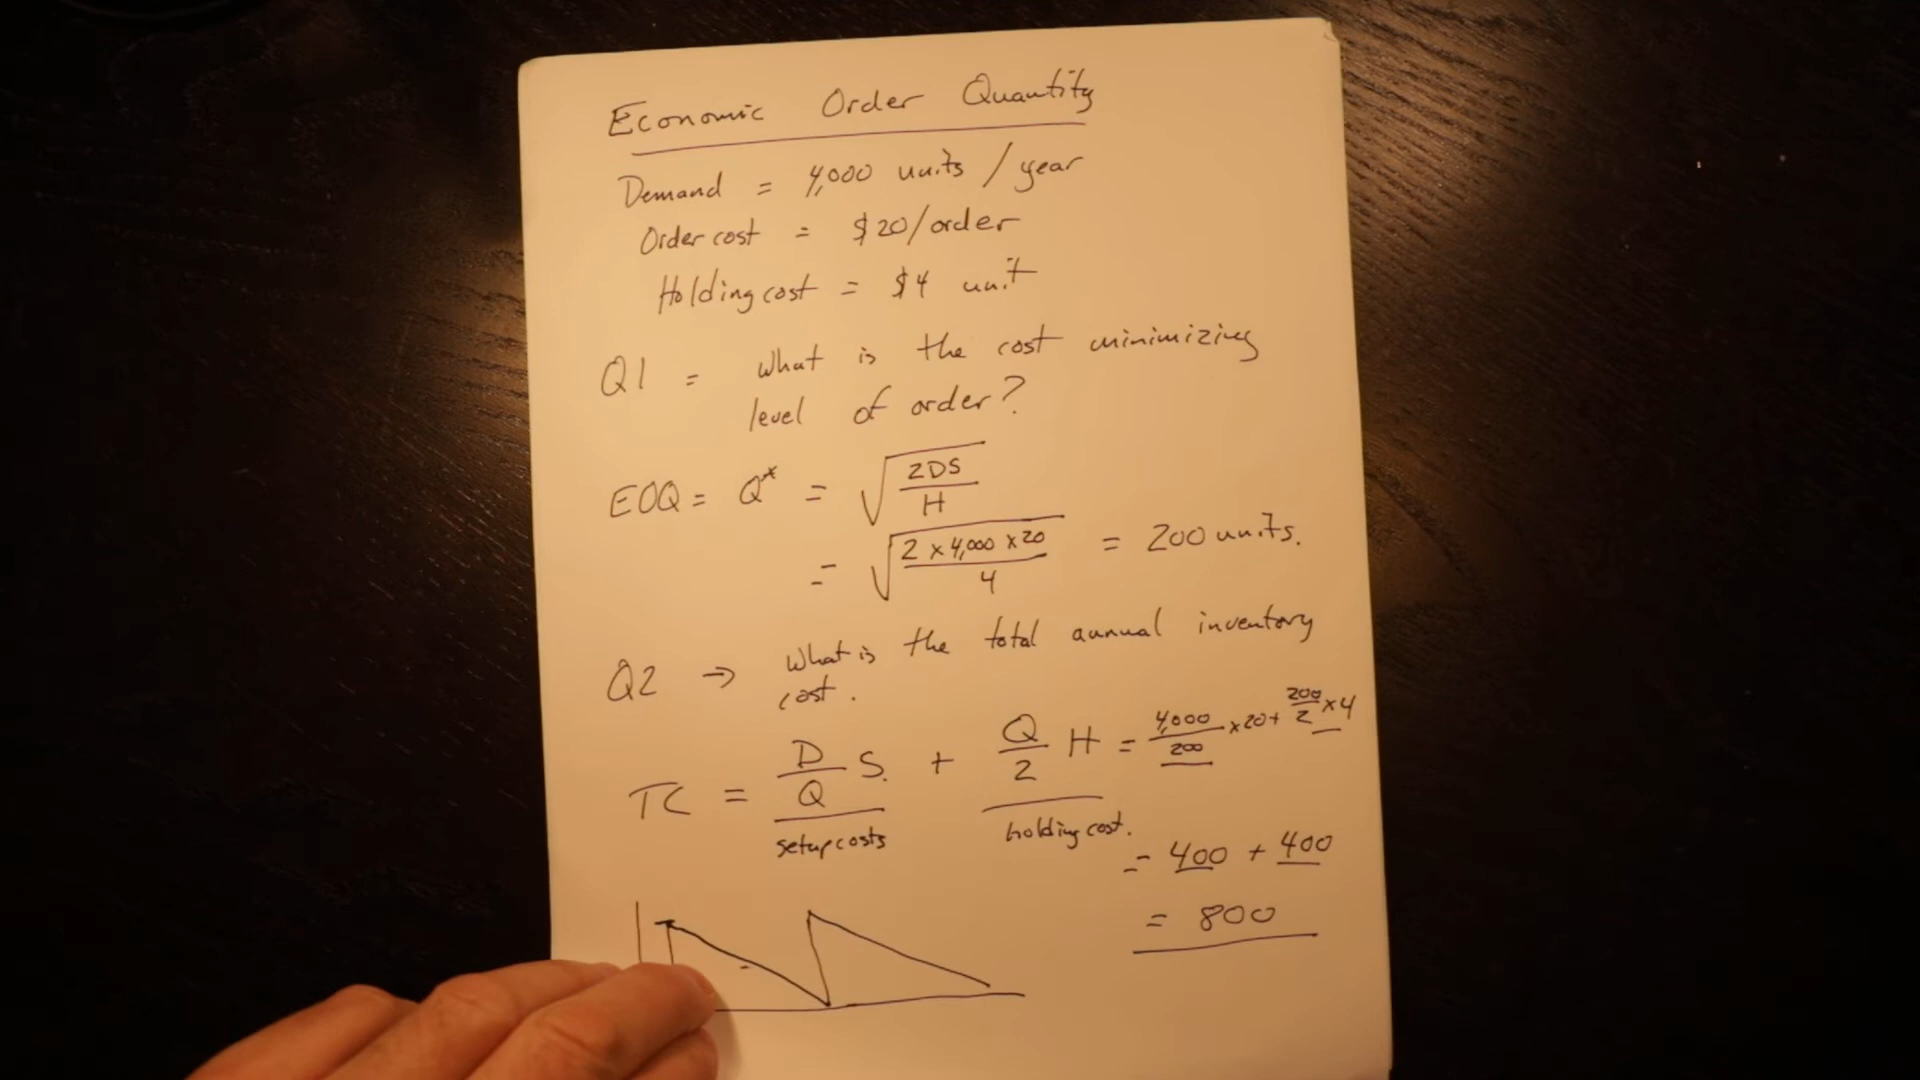 Economic Order Quantity
Demand = 4,000 units / year
Order cost = $20/order
Holding cost = $4 unit
Q1 = What is the cost minimizing
level of order?
EOQ = Q* = √(2DS/H)
= √(2 x 4,000 x 20/4) = 200 units.
Q2 → What is the total annual inventory
cost.
TC = D/Q S. + Q/2 H = 4,000/200 x 20 + 200/2 x 4
setup costs holding cost.
= 400 + 400
= 800